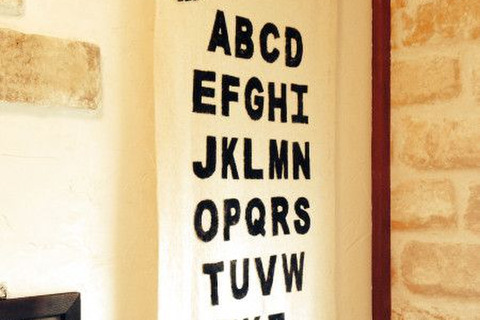 ABCD
EFGHI
JKLMN
OPQRS
TUVW